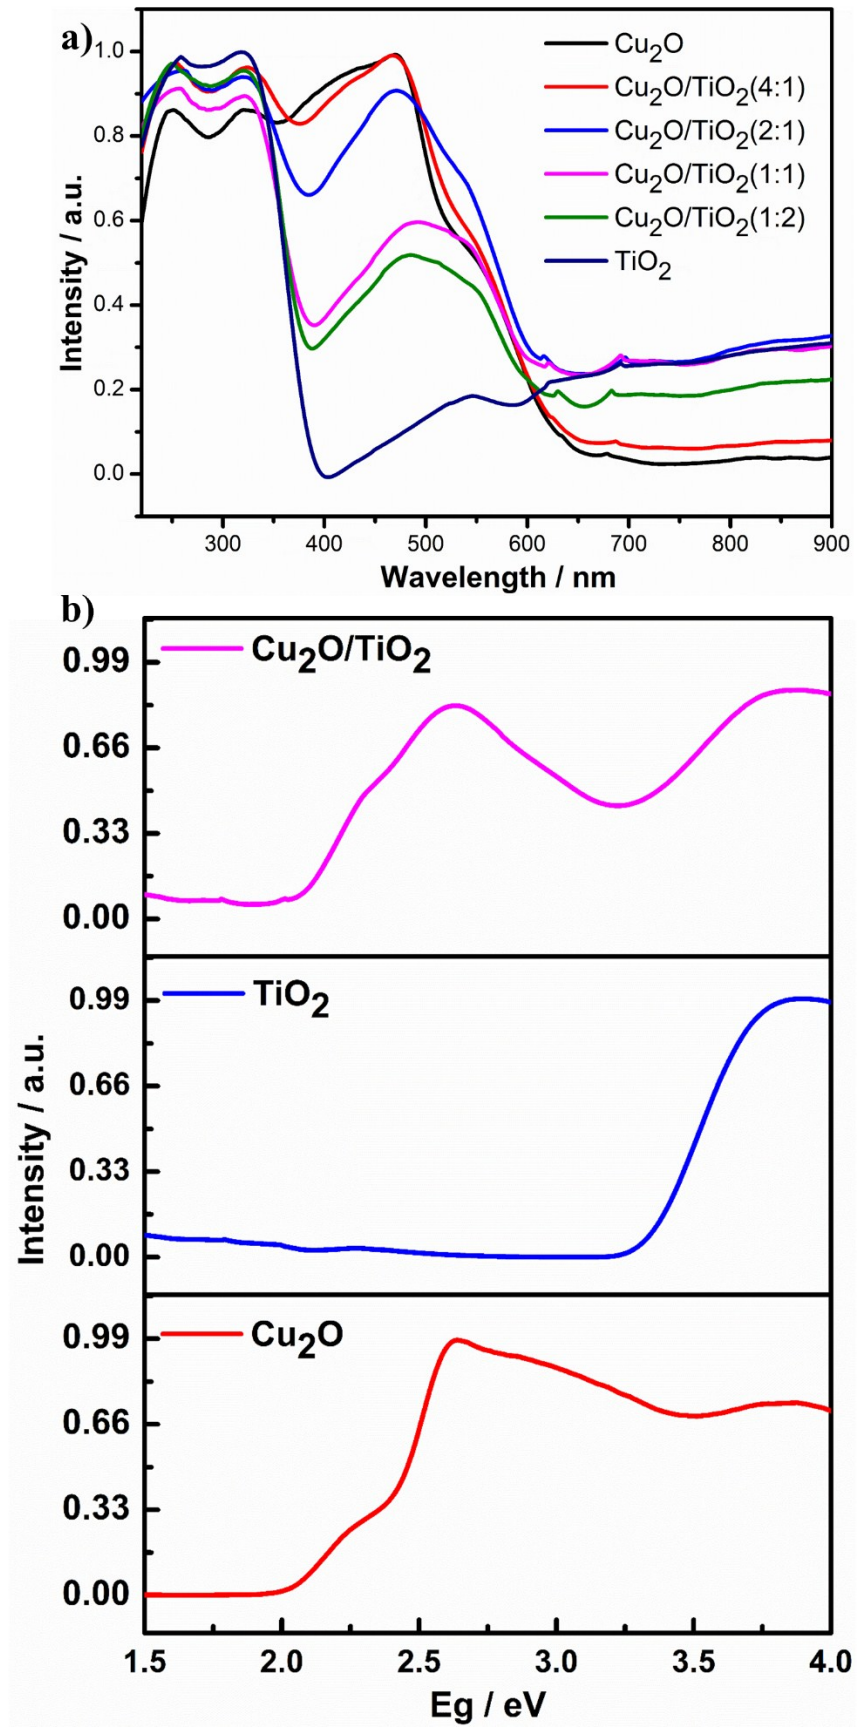 a)
Cu₂O
Cu₂O/TiO₂(4:1)
Cu₂O/TiO₂(2:1)
Cu₂O/TiO₂(1:1)
Cu₂O/TiO₂(1:2)
TiO₂
1.0
0.8
0.6
0.4
0.2
0.0
Intensity / a.u.
300 400 500 600 700 800 900
Wavelength / nm
b)
Cu₂O/TiO₂
0.99
0.66
0.33
0.00
TiO₂
0.99
0.66
0.33
0.00
Cu₂O
0.99
0.66
0.33
0.00
Intensity / a.u.
1.5 2.0 2.5 3.0 3.5 4.0
Eg / eV